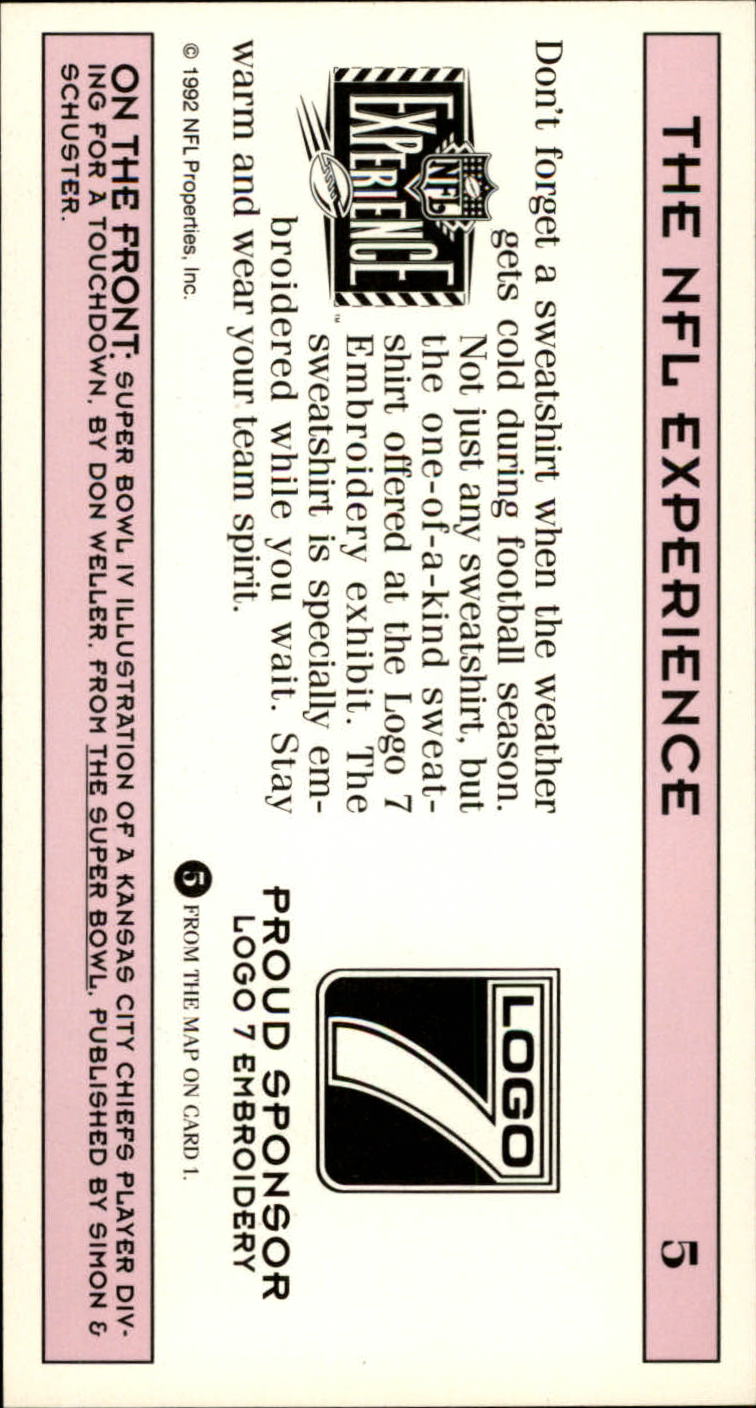 THE NFL EXPERIENCE 5
Don't forget a sweatshirt when the weather
gets cold during football season.
Not just any sweatshirt, but
the one-of-a-kind sweat-
shirt offered at the Logo 7
Embroidery exhibit. The
sweatshirt is specially em-
broidered while you wait. Stay
warm and wear your team spirit.
NFL
EXPERIENCE
™
© 1992 NFL Properties, Inc.
LOGO
7
PROUD SPONSOR
LOGO 7 EMBROIDERY
5 FROM THE MAP ON CARD 1.
ON THE FRONT: SUPER BOWL IV ILLUSTRATION OF A KANSAS CITY CHIEFS PLAYER DIV-
ING FOR A TOUCHDOWN, BY DON WELLER. FROM THE SUPER BOWL, PUBLISHED BY SIMON &
SCHUSTER.